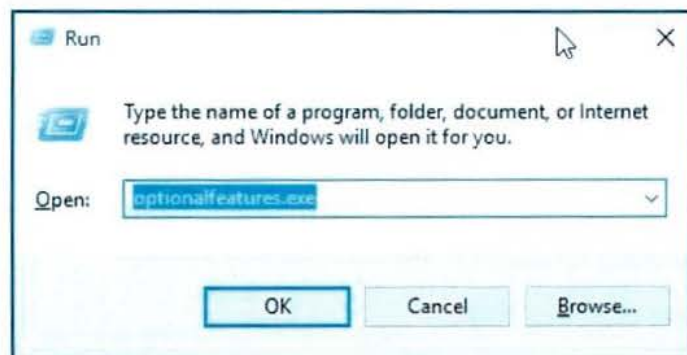 Run
Type the name of a program, folder, document, or Internet
resource, and Windows will open it for you.
Open:
optionalfeatures.exe
OK
Cancel
Browse...